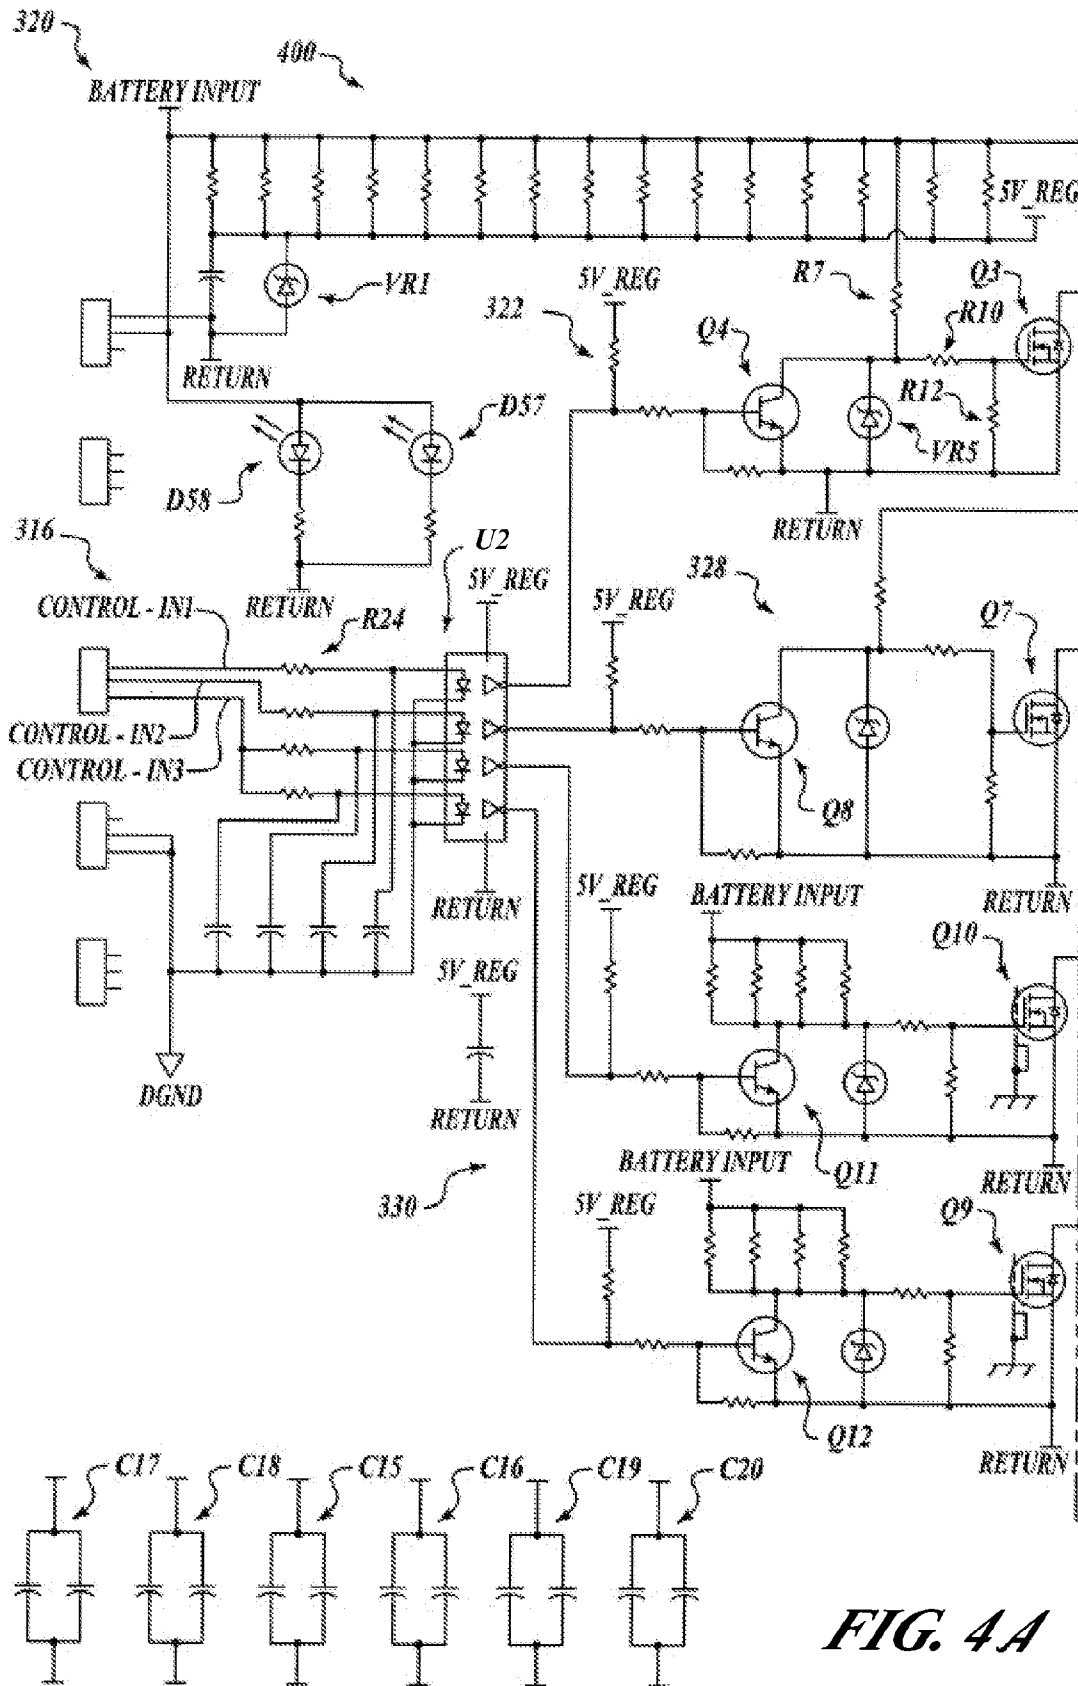 320
400
BATTERY INPUT
5V_REG
VR1
5V_REG
R7
Q3
322
R10
Q4
RETURN
R12
D57
VR5
D58
RETURN
316
U2
5V_REG
328
RETURN
5V_REG
CONTROL - IN1
R24
Q7
CONTROL - IN2
CONTROL - IN3
Q8
5V_REG
BATTERY INPUT
RETURN
RETURN
Q10
5V_REG
DGND
RETURN
BATTERY INPUT
Q11
RETURN
330
5V_REG
Q9
Q12
RETURN
C17
C18
C15
C16
C19
C20
FIG. 4A